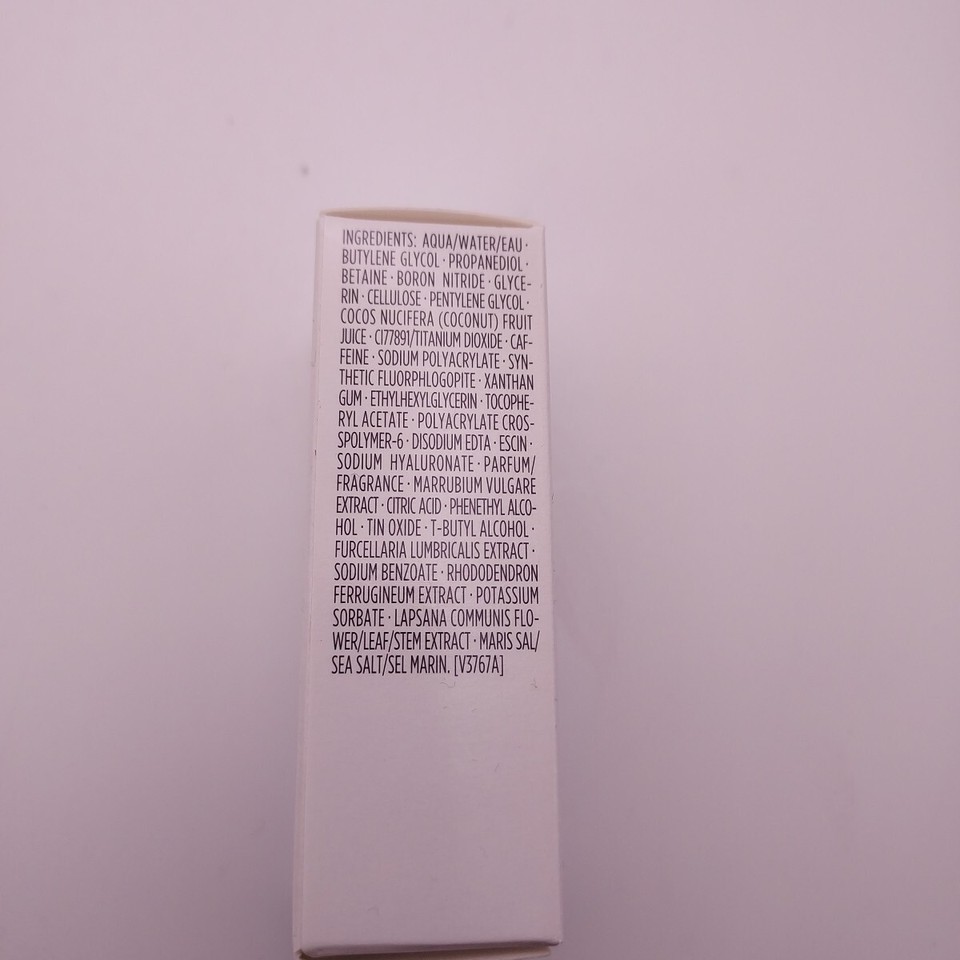 INGREDIENTS: AQUA/WATER/EAU ·
BUTYLENE GLYCOL · PROPANEDIOL ·
BETAINE · BORON NITRIDE · GLYCE-
RIN · CELLULOSE · PENTYLENE GLYCOL ·
COCOS NUCIFERA (COCONUT) FRUIT
JUICE · CI77891/TITANIUM DIOXIDE · CAF-
FEINE · SODIUM POLYACRYLATE · SYN-
THETIC FLUORPHLOGOPITE · XANTHAN
GUM · ETHYLHEXYLGLYCERIN · TOCOPHE-
RYL ACETATE · POLYACRYLATE CROS-
SPOLYMER-6 · DISODIUM EDTA · ESCIN ·
SODIUM HYALURONATE · PARFUM/
FRAGRANCE · MARRUBIUM VULGARE
EXTRACT · CITRIC ACID · PHENETHYL ALCO-
HOL · TIN OXIDE · T-BUTYL ALCOHOL ·
FURCELLARIA LUMBRICALIS EXTRACT ·
SODIUM BENZOATE · RHODODENDRON
FERRUGINEUM EXTRACT · POTASSIUM
SORBATE · LAPSANA COMMUNIS FLO-
WER/LEAF/STEM EXTRACT · MARIS SAL/
SEA SALT/SEL MARIN. [V3767A]